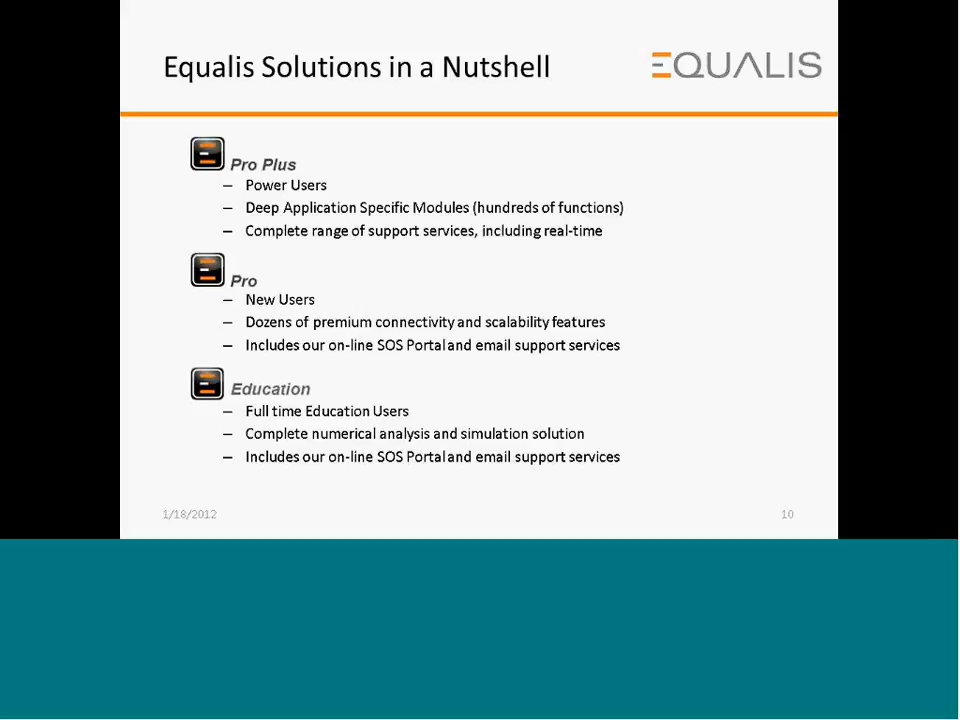 Equalis Solutions in a Nutshell
EQUALIS
Pro Plus
– Power Users
– Deep Application Specific Modules (hundreds of functions)
– Complete range of support services, including real-time
Pro
– New Users
– Dozens of premium connectivity and scalability features
– Includes our on-line SOS Portal and email support services
Education
– Full time Education Users
– Complete numerical analysis and simulation solution
– Includes our on-line SOS Portal and email support services
1/18/2012
10